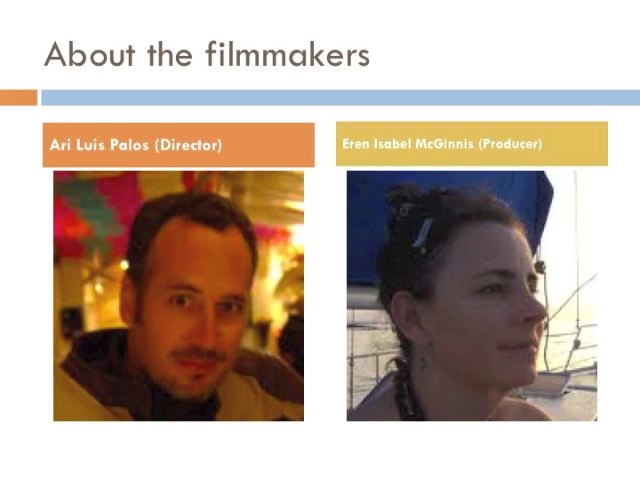 About the filmmakers
Ari Luis Palos (Director)
Eren Isabel McGinnis (Producer)